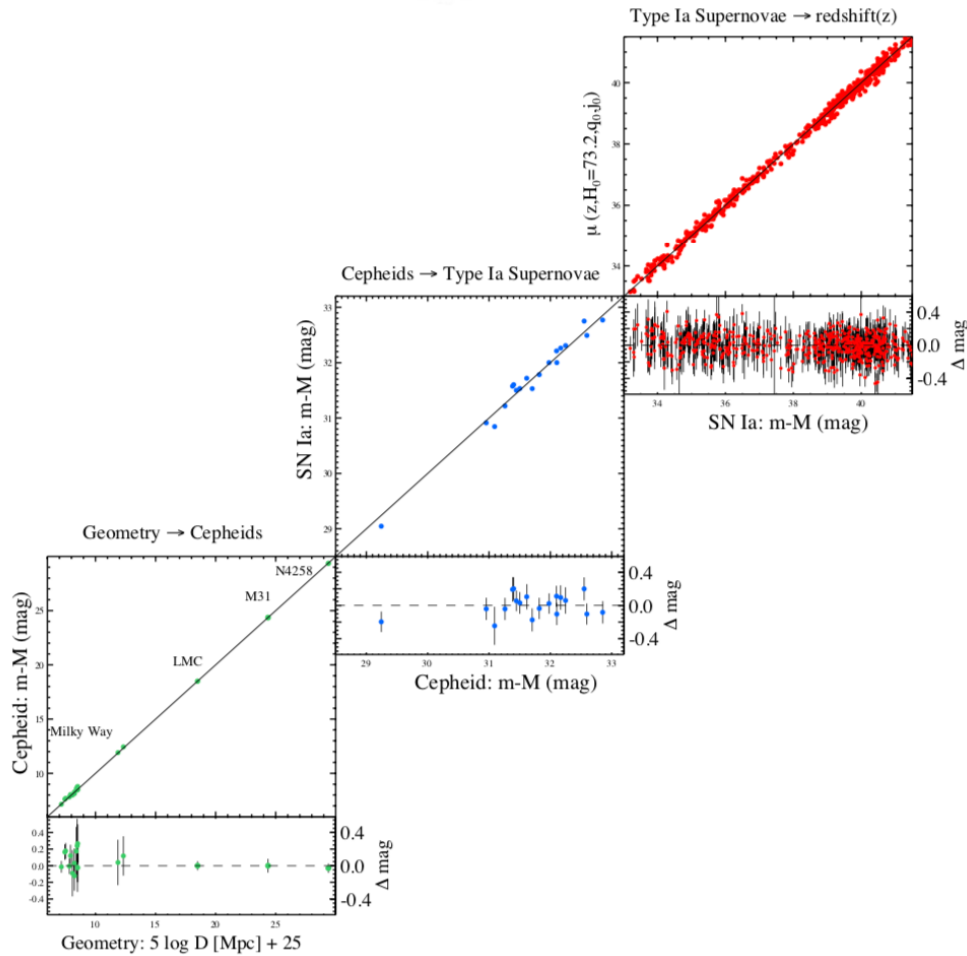 Type Ia Supernovae → redshift(z)
μ (z,H₀=73.2,q₀,j₀)
40
38
36
34
0.4
0.0
-0.4
Δ mag
34 36 38 40
SN Ia: m-M (mag)
Cepheids → Type Ia Supernovae
SN Ia: m-M (mag)
33
32
31
30
29
0.4
0.0
-0.4
Δ mag
29 30 31 32 33
Cepheid: m-M (mag)
Geometry → Cepheids
Cepheid: m-M (mag)
25
20
15
10
N4258
M31
LMC
Milky Way
0.4
0.2
0.0
-0.2
-0.4
0.4
0.0
-0.4
Δ mag
10 15 20 25
Geometry: 5 log D [Mpc] + 25